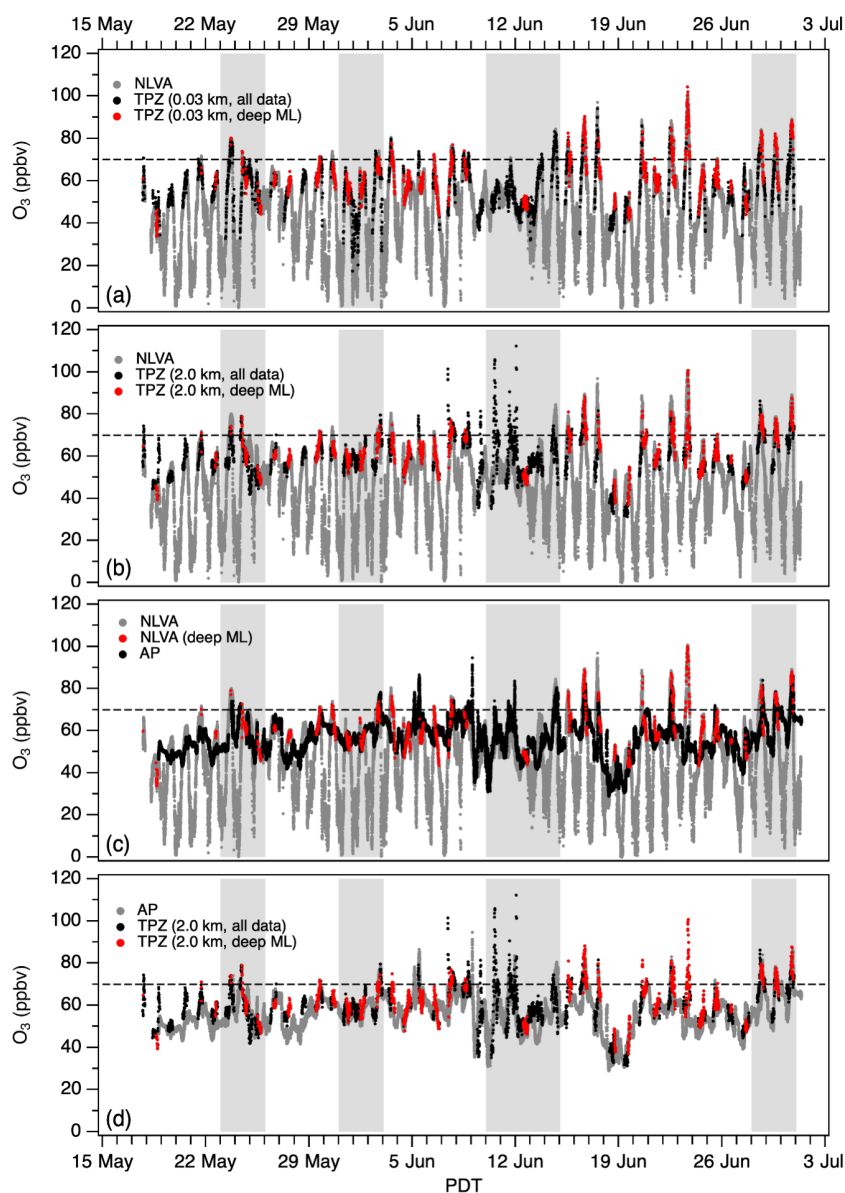 15 May 22 May 29 May 5 Jun 12 Jun 19 Jun 26 Jun 3 Jul
120
100
80
60
40
20
0
O3 (ppbv)
NLVA
TPZ (0.03 km, all data)
TPZ (0.03 km, deep ML)
(a)
120
100
80
60
40
20
0
O3 (ppbv)
NLVA
TPZ (2.0 km, all data)
TPZ (2.0 km, deep ML)
(b)
120
100
80
60
40
20
0
O3 (ppbv)
NLVA
NLVA (deep ML)
AP
(c)
120
100
80
60
40
20
0
O3 (ppbv)
AP
TPZ (2.0 km, all data)
TPZ (2.0 km, deep ML)
(d)
15 May 22 May 29 May 5 Jun 12 Jun 19 Jun 26 Jun 3 Jul
PDT